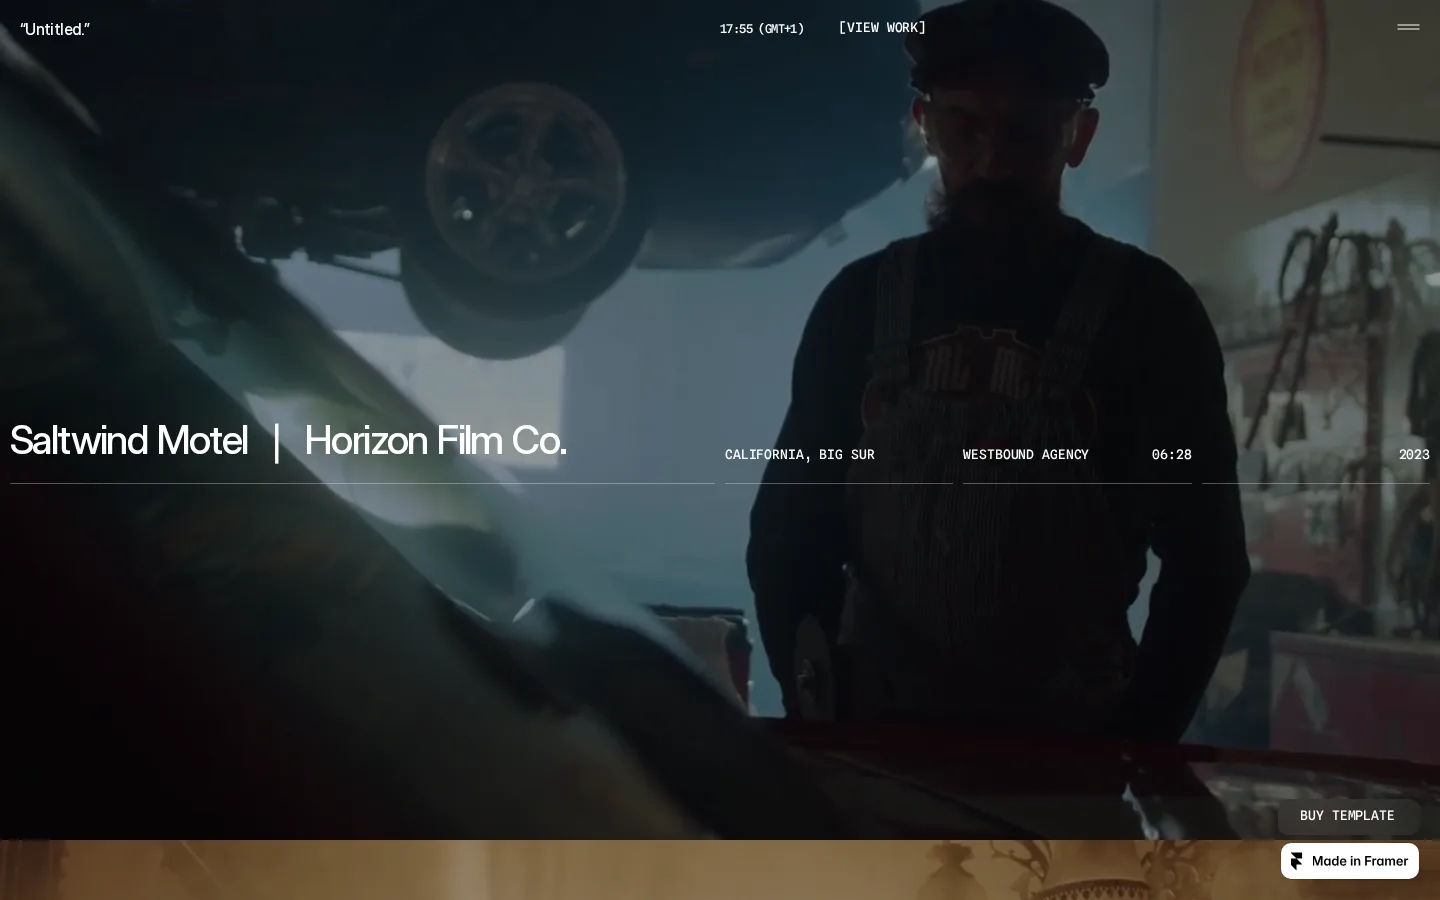 “Untitled.”
17:55 (GMT+1)
[VIEW WORK]
Saltwind Motel | Horizon Film Co.
CALIFORNIA, BIG SUR
WESTBOUND AGENCY
06:28
2023
BUY TEMPLATE
Made in Framer